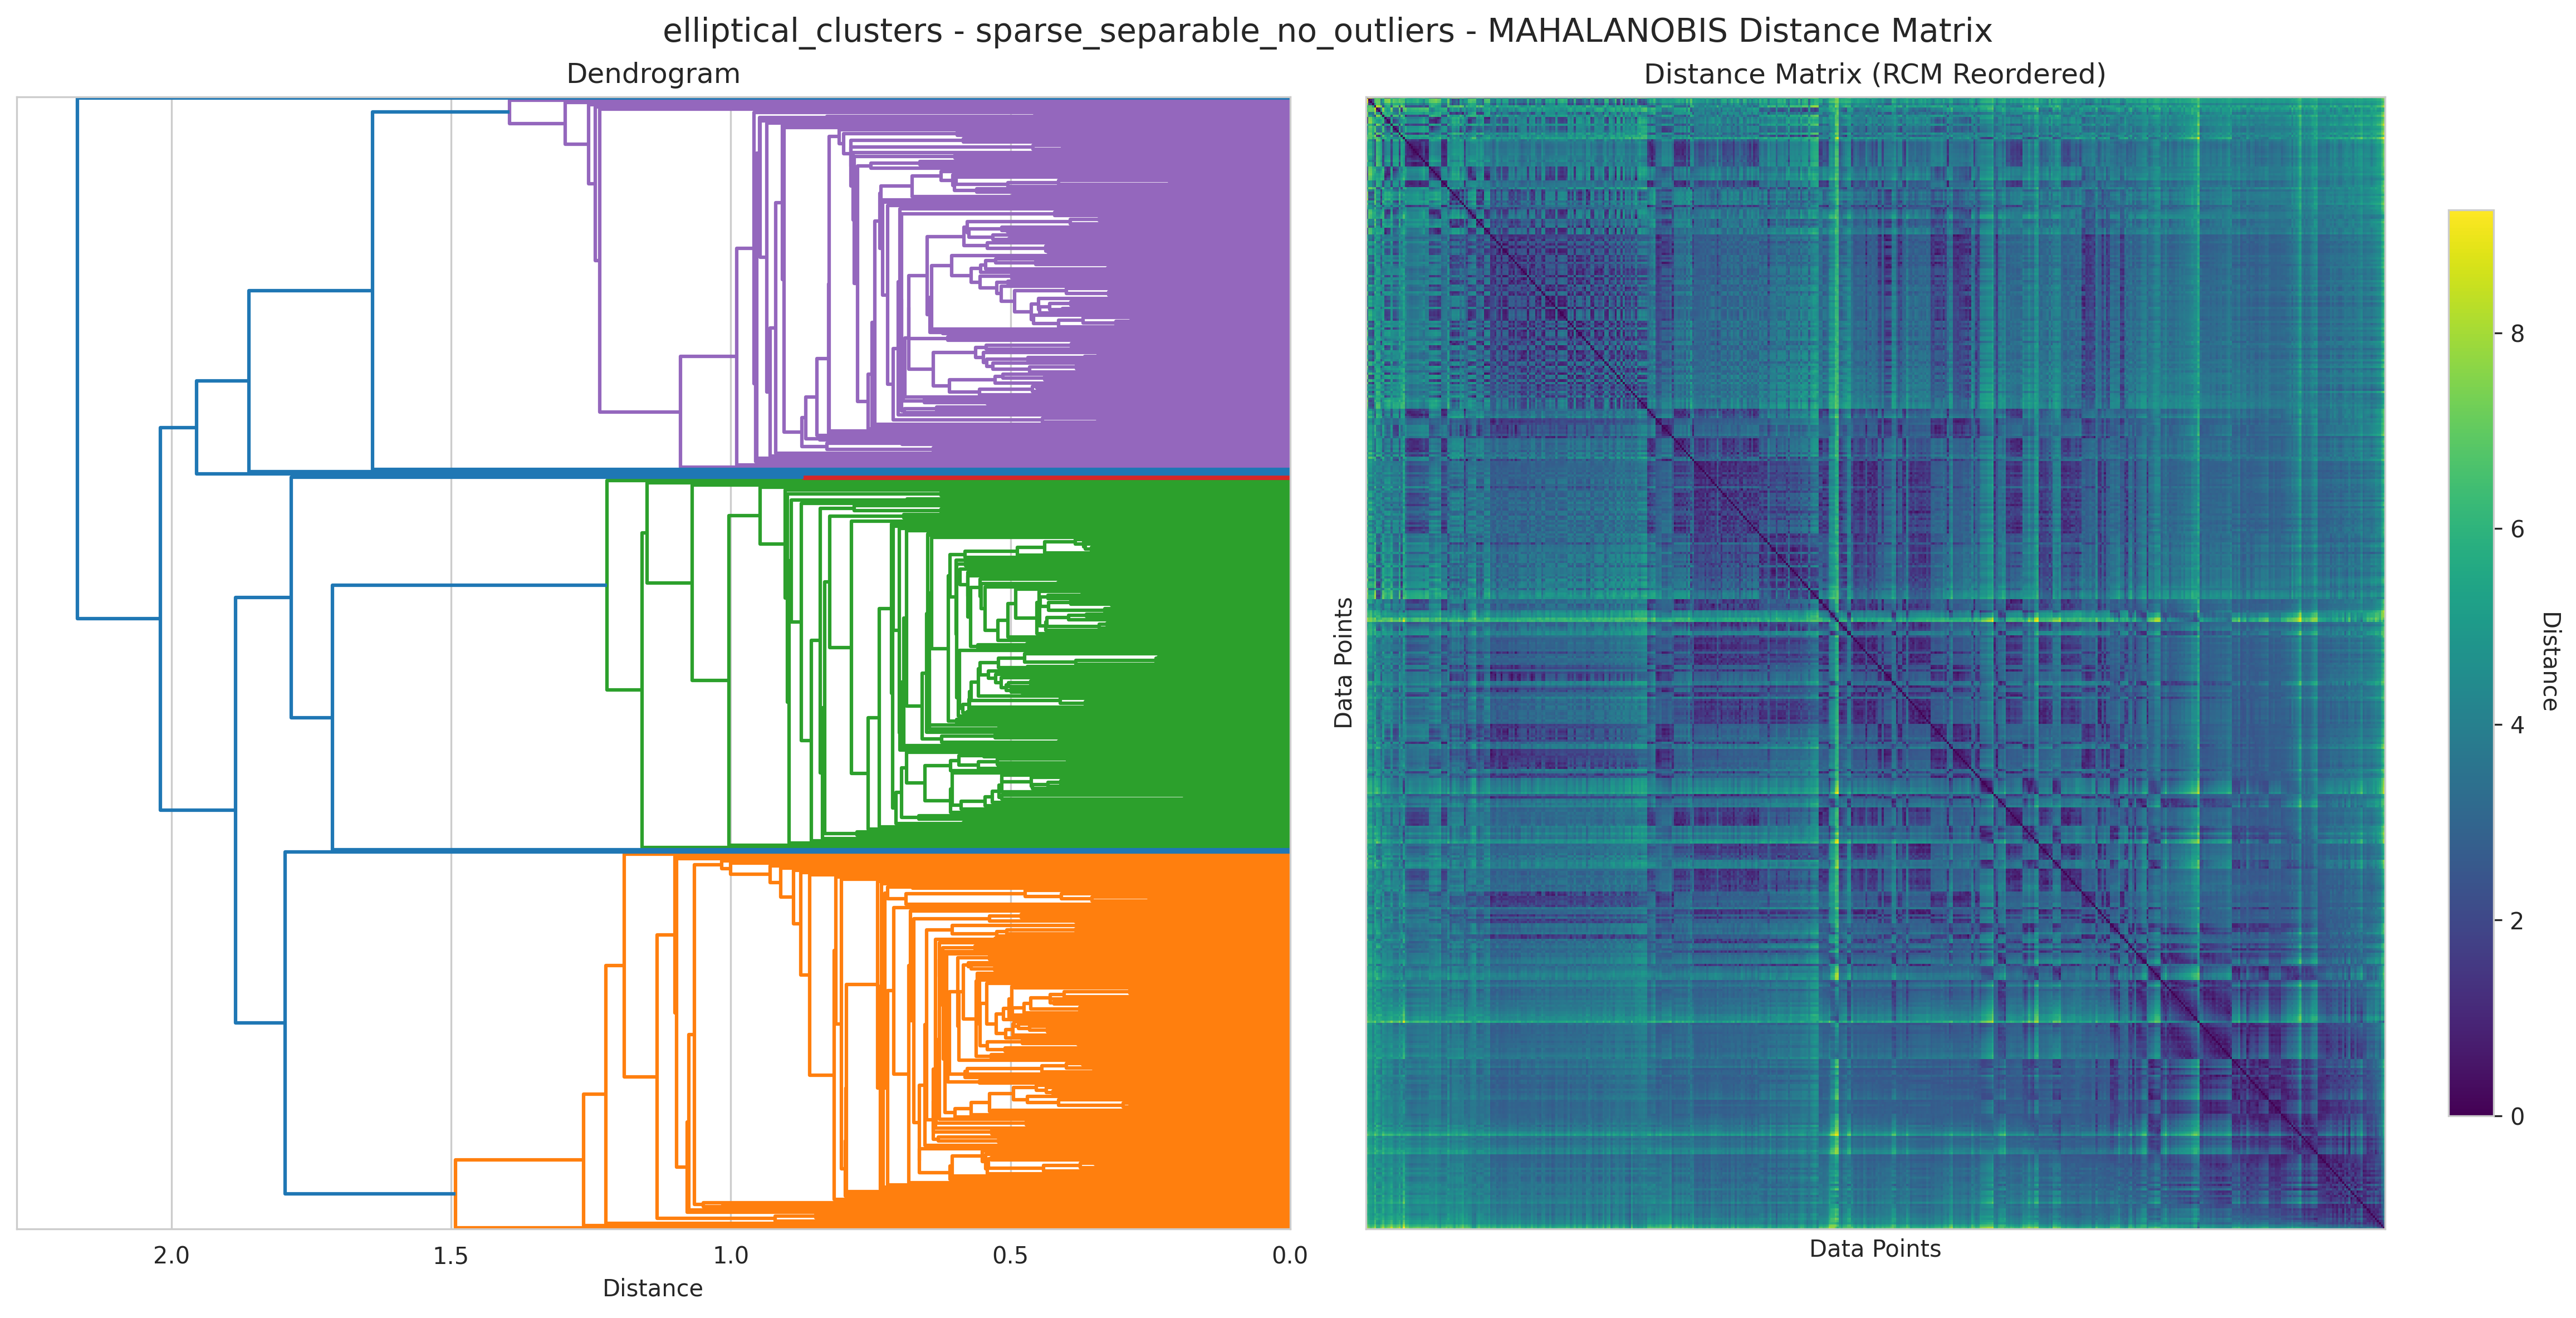 elliptical_clusters - sparse_separable_no_outliers - MAHALANOBIS Distance Matrix
Dendrogram
2.0 1.5 1.0 0.5 0.0
Distance
Distance Matrix (RCM Reordered)
Data Points
Data Points
8
6
4
2
0
Distance